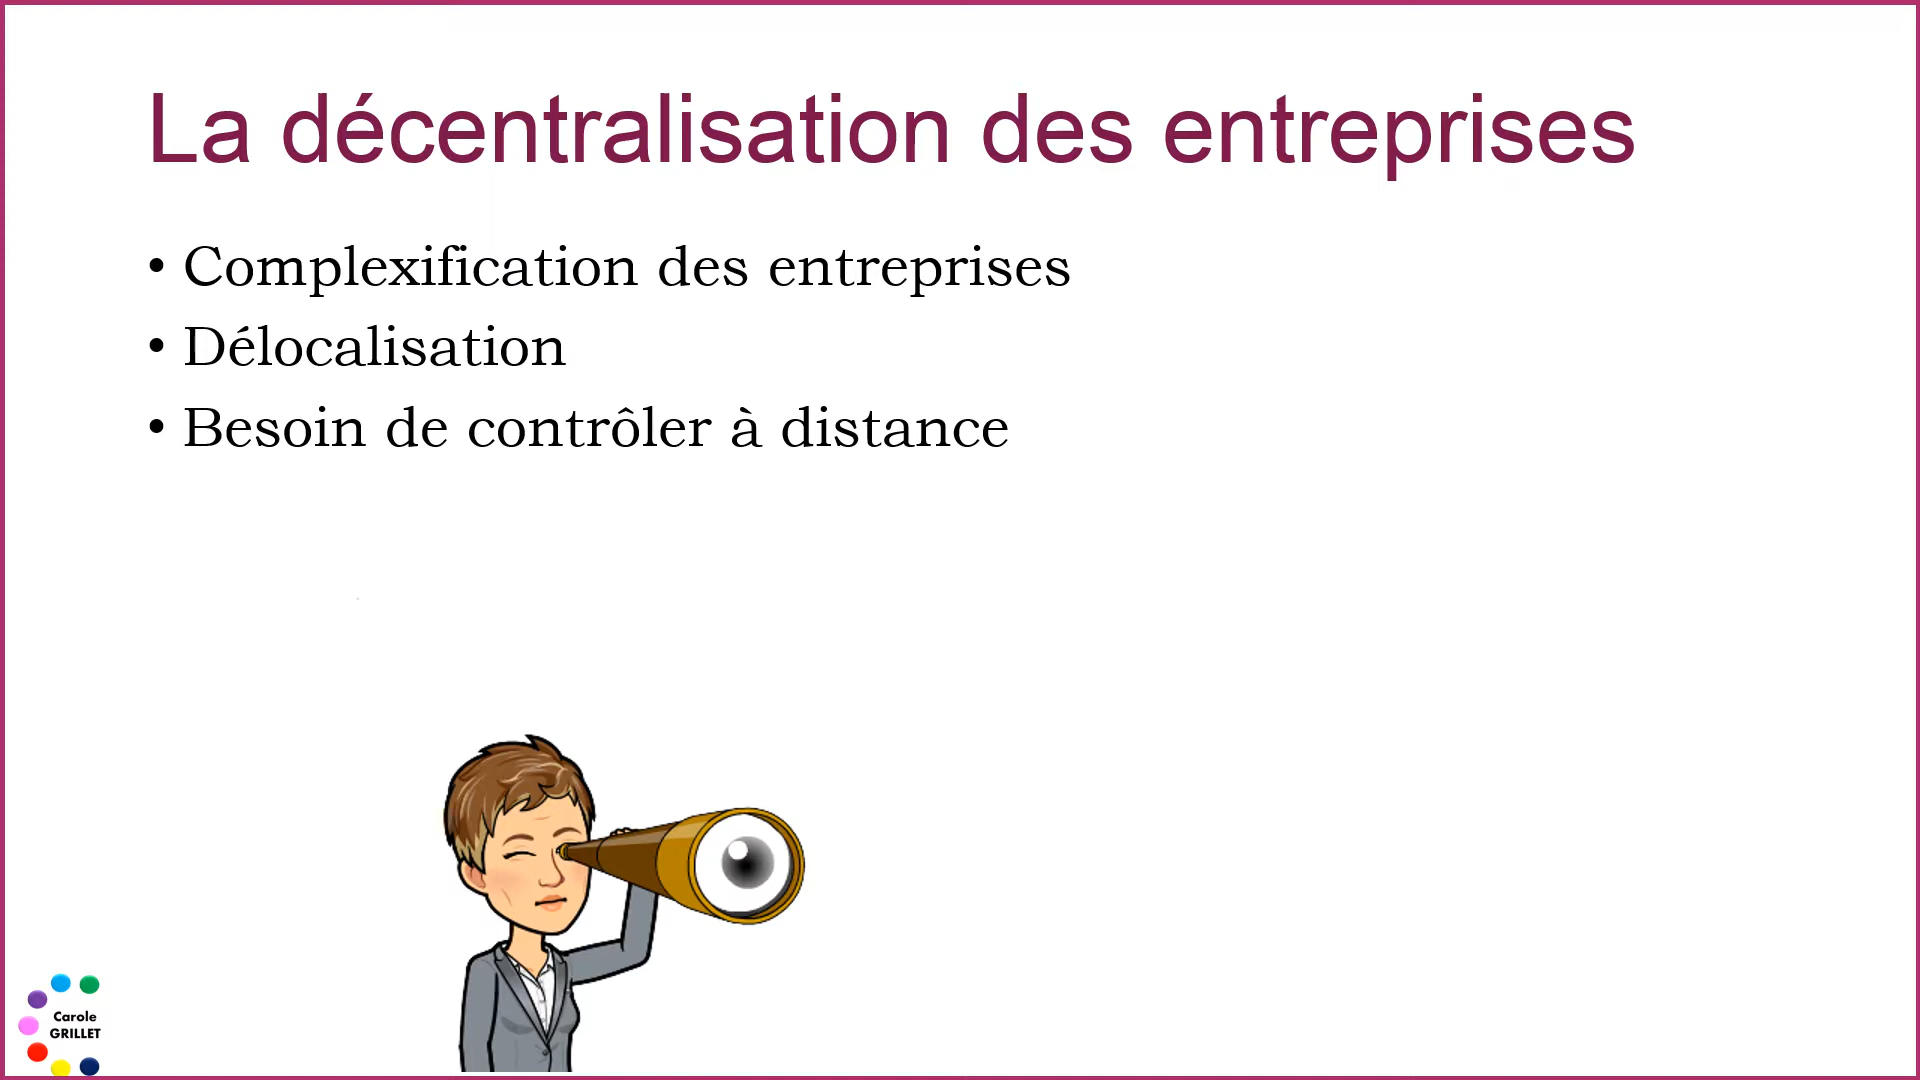 La décentralisation des entreprises
• Complexification des entreprises
• Délocalisation
• Besoin de contrôler à distance
Carole
GRILLET